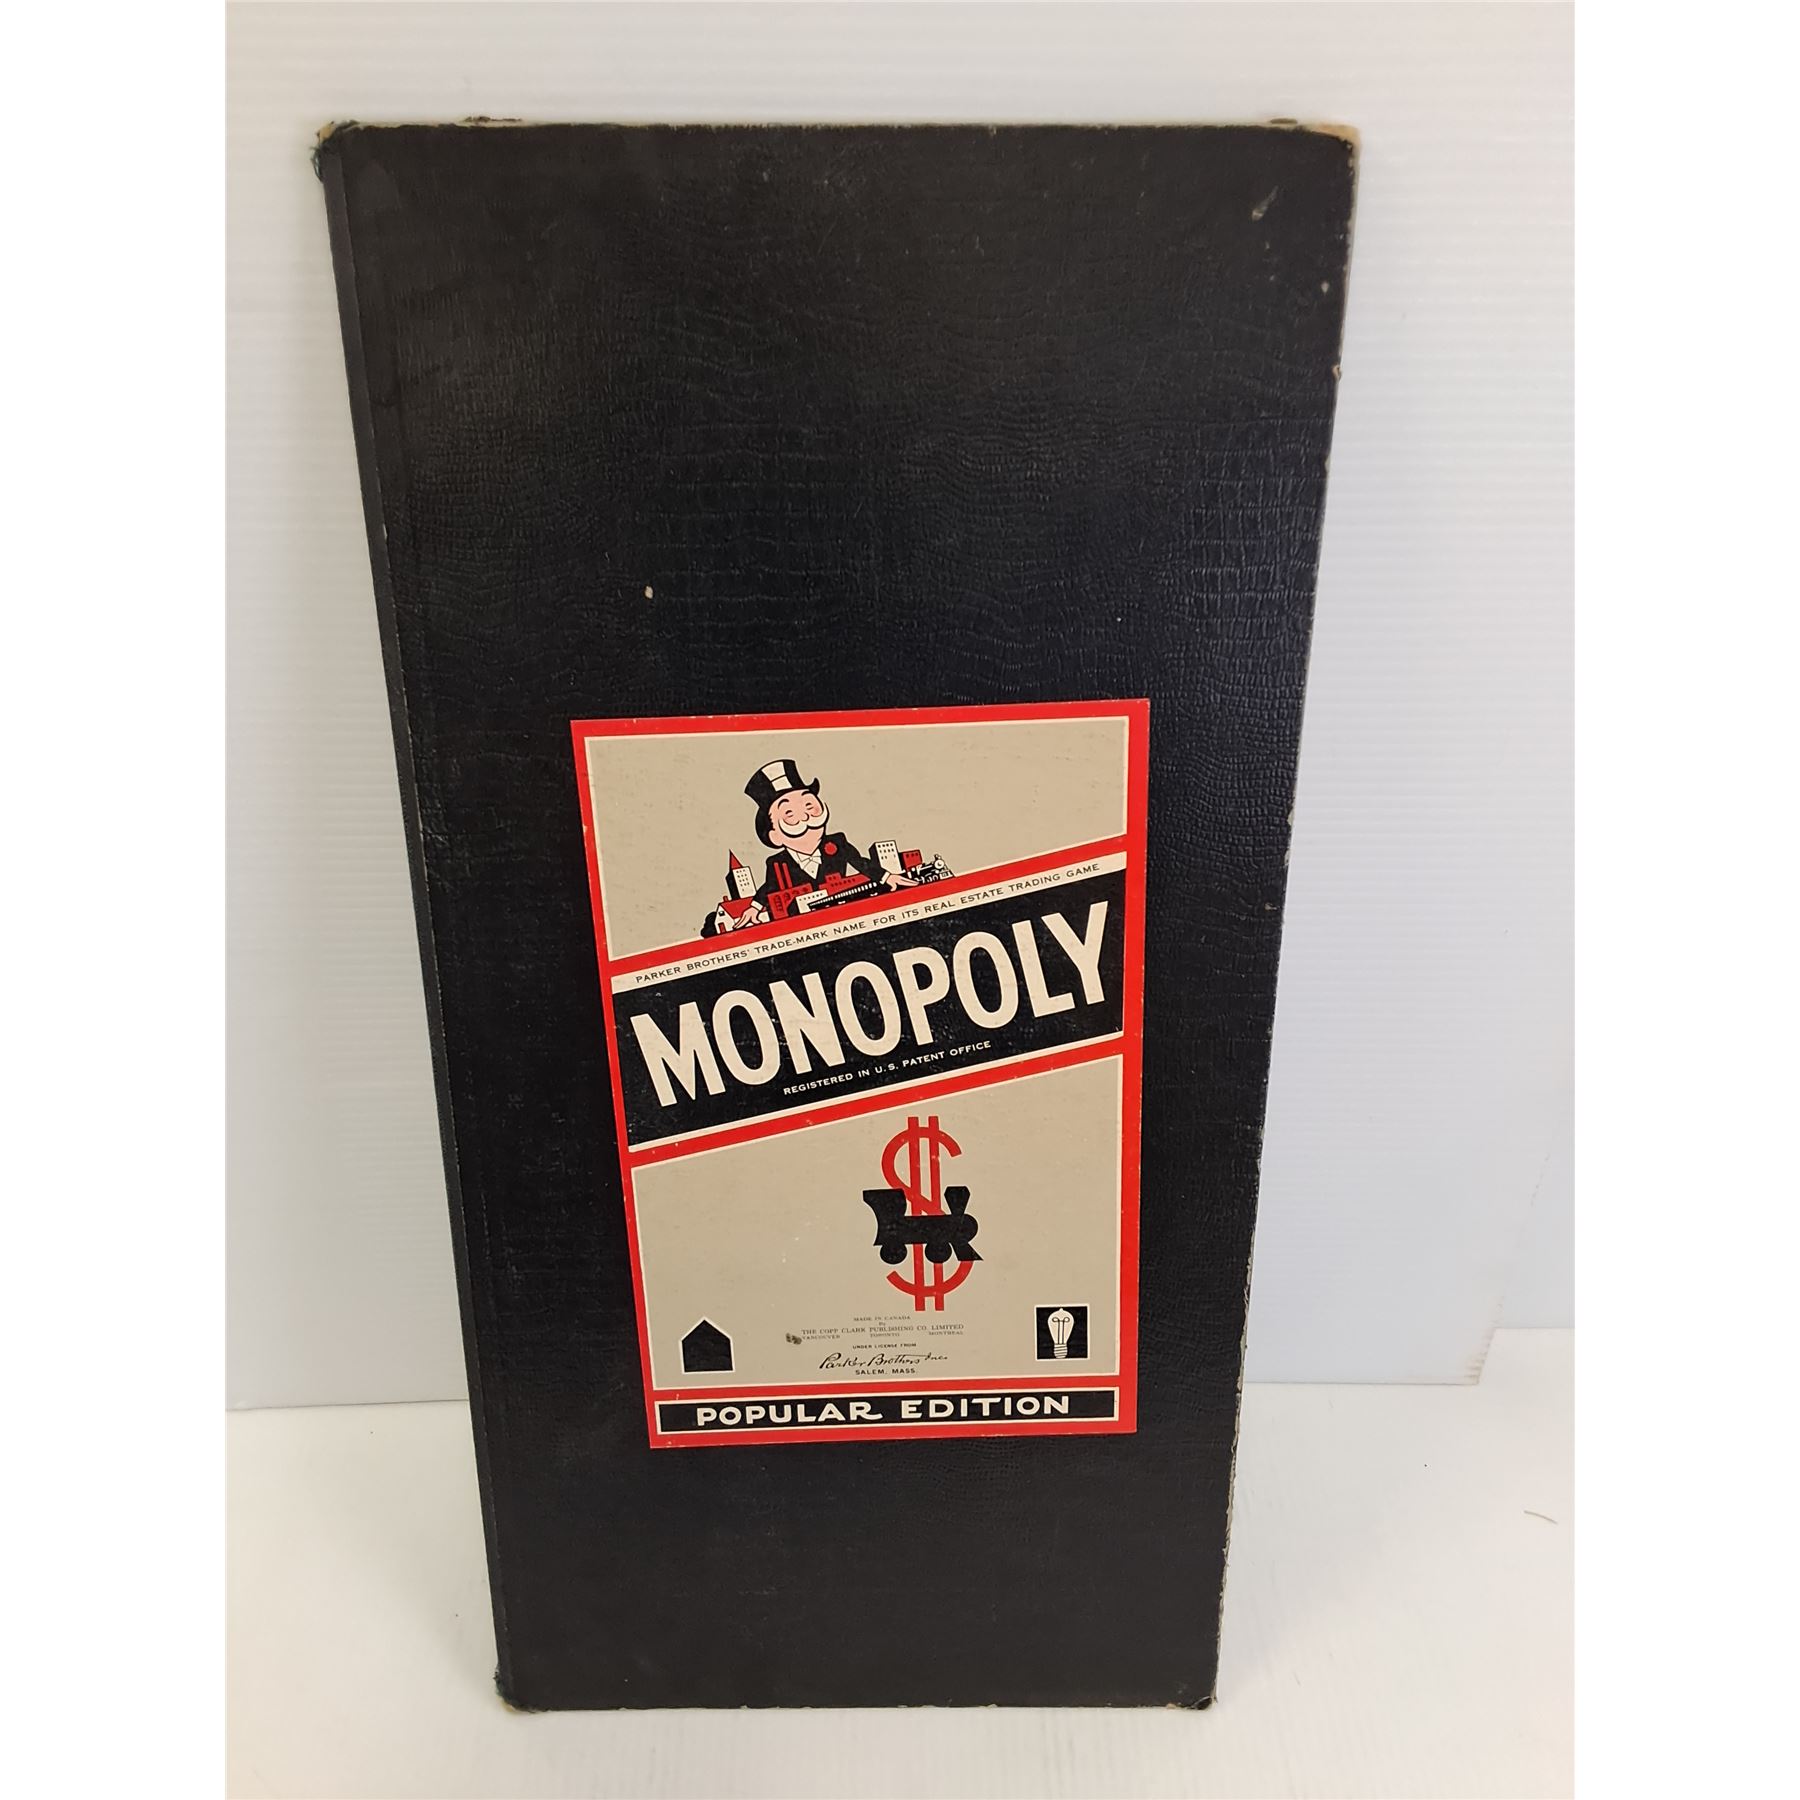 PARKER BROTHERS' TRADE-MARK NAME FOR ITS REAL ESTATE TRADING GAME
MONOPOLY
REGISTERED IN U.S. PATENT OFFICE
$
MADE IN CANADA
By
THE COPP CLARK PUBLISHING CO. LIMITED
VANCOUVER TORONTO MONTREAL
UNDER LICENSE FROM
Parker Brothers Inc.
SALEM, MASS.
POPULAR EDITION